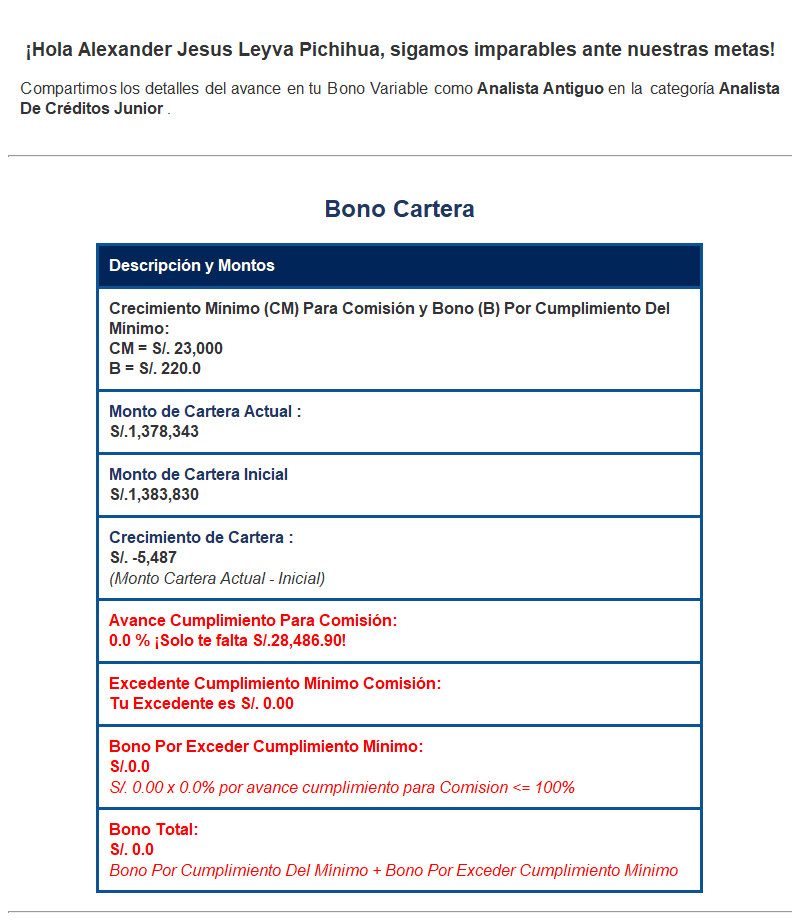 ¡Hola Alexander Jesus Leyva Pichihua, sigamos imparables ante nuestras metas!
Compartimos los detalles del avance en tu Bono Variable como Analista Antiguo en la categoría Analista
De Créditos Junior .
Bono Cartera
Descripción y Montos
Crecimiento Mínimo (CM) Para Comisión y Bono (B) Por Cumplimiento Del
Mínimo:
CM = S/. 23,000
B = S/. 220.0
Monto de Cartera Actual :
S/.1,378,343
Monto de Cartera Inicial
S/.1,383,830
Crecimiento de Cartera :
S/. -5,487
(Monto Cartera Actual - Inicial)
Avance Cumplimiento Para Comisión:
0.0 % ¡Solo te falta S/.28,486.90!
Excedente Cumplimiento Mínimo Comisión:
Tu Excedente es S/. 0.00
Bono Por Exceder Cumplimiento Mínimo:
S/.0.0
S/. 0.00 x 0.0% por avance cumplimiento para Comision <= 100%
Bono Total:
S/. 0.0
Bono Por Cumplimiento Del Mínimo + Bono Por Exceder Cumplimiento Mínimo